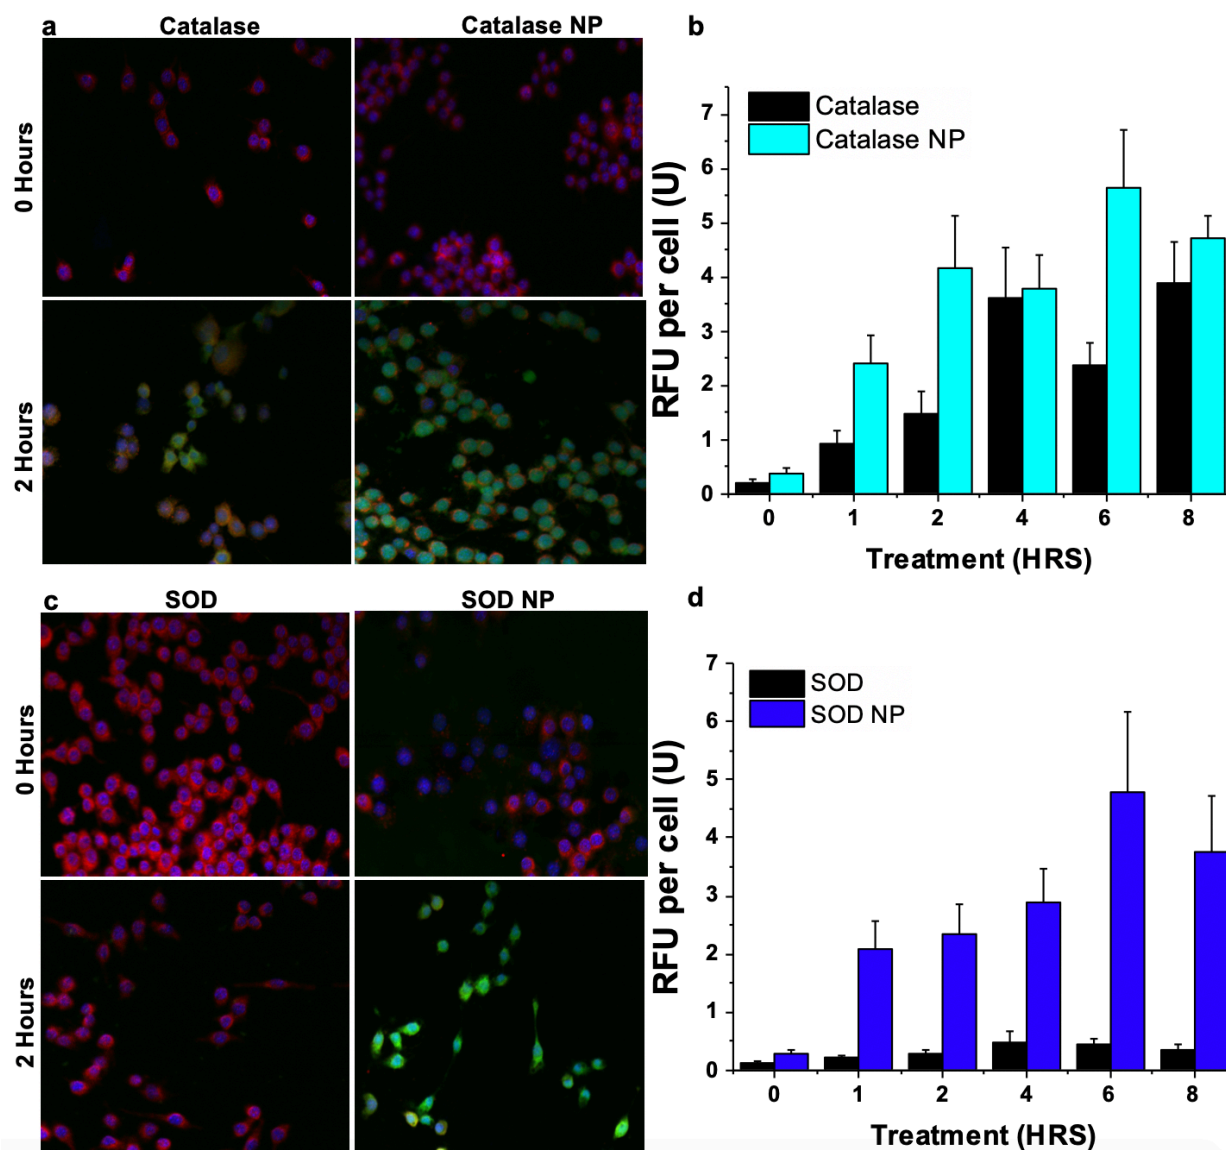 a
Catalase
Catalase NP
0 Hours
2 Hours
b
Catalase
Catalase NP
RFU per cell (U)
7
6
5
4
3
2
1
0
0 1 2 4 6 8
Treatment (HRS)
c
SOD
SOD NP
0 Hours
2 Hours
d
SOD
SOD NP
RFU per cell (U)
7
6
5
4
3
2
1
0
0 1 2 4 6 8
Treatment (HRS)